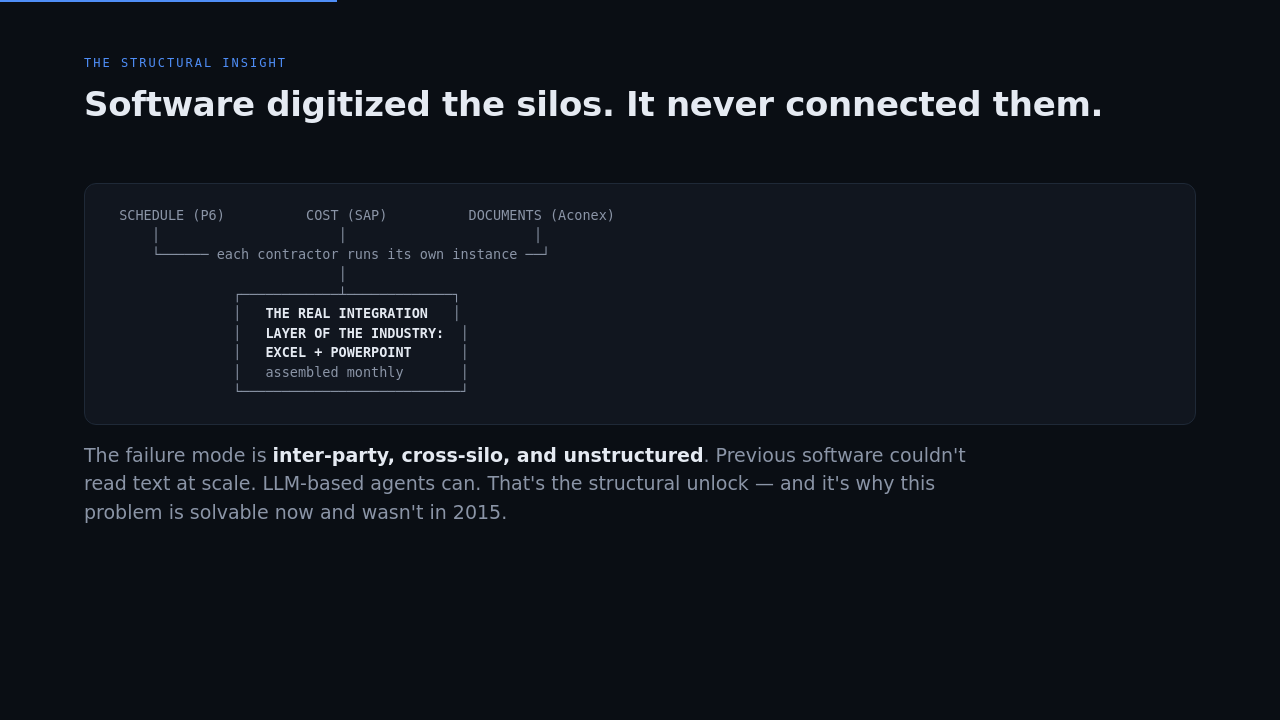 THE STRUCTURAL INSIGHT
Software digitized the silos. It never connected them.
SCHEDULE (P6) COST (SAP) DOCUMENTS (Aconex)
each contractor runs its own instance
THE REAL INTEGRATION
LAYER OF THE INDUSTRY:
EXCEL + POWERPOINT
assembled monthly
The failure mode is inter-party, cross-silo, and unstructured. Previous software couldn't
read text at scale. LLM-based agents can. That's the structural unlock — and it's why this
problem is solvable now and wasn't in 2015.